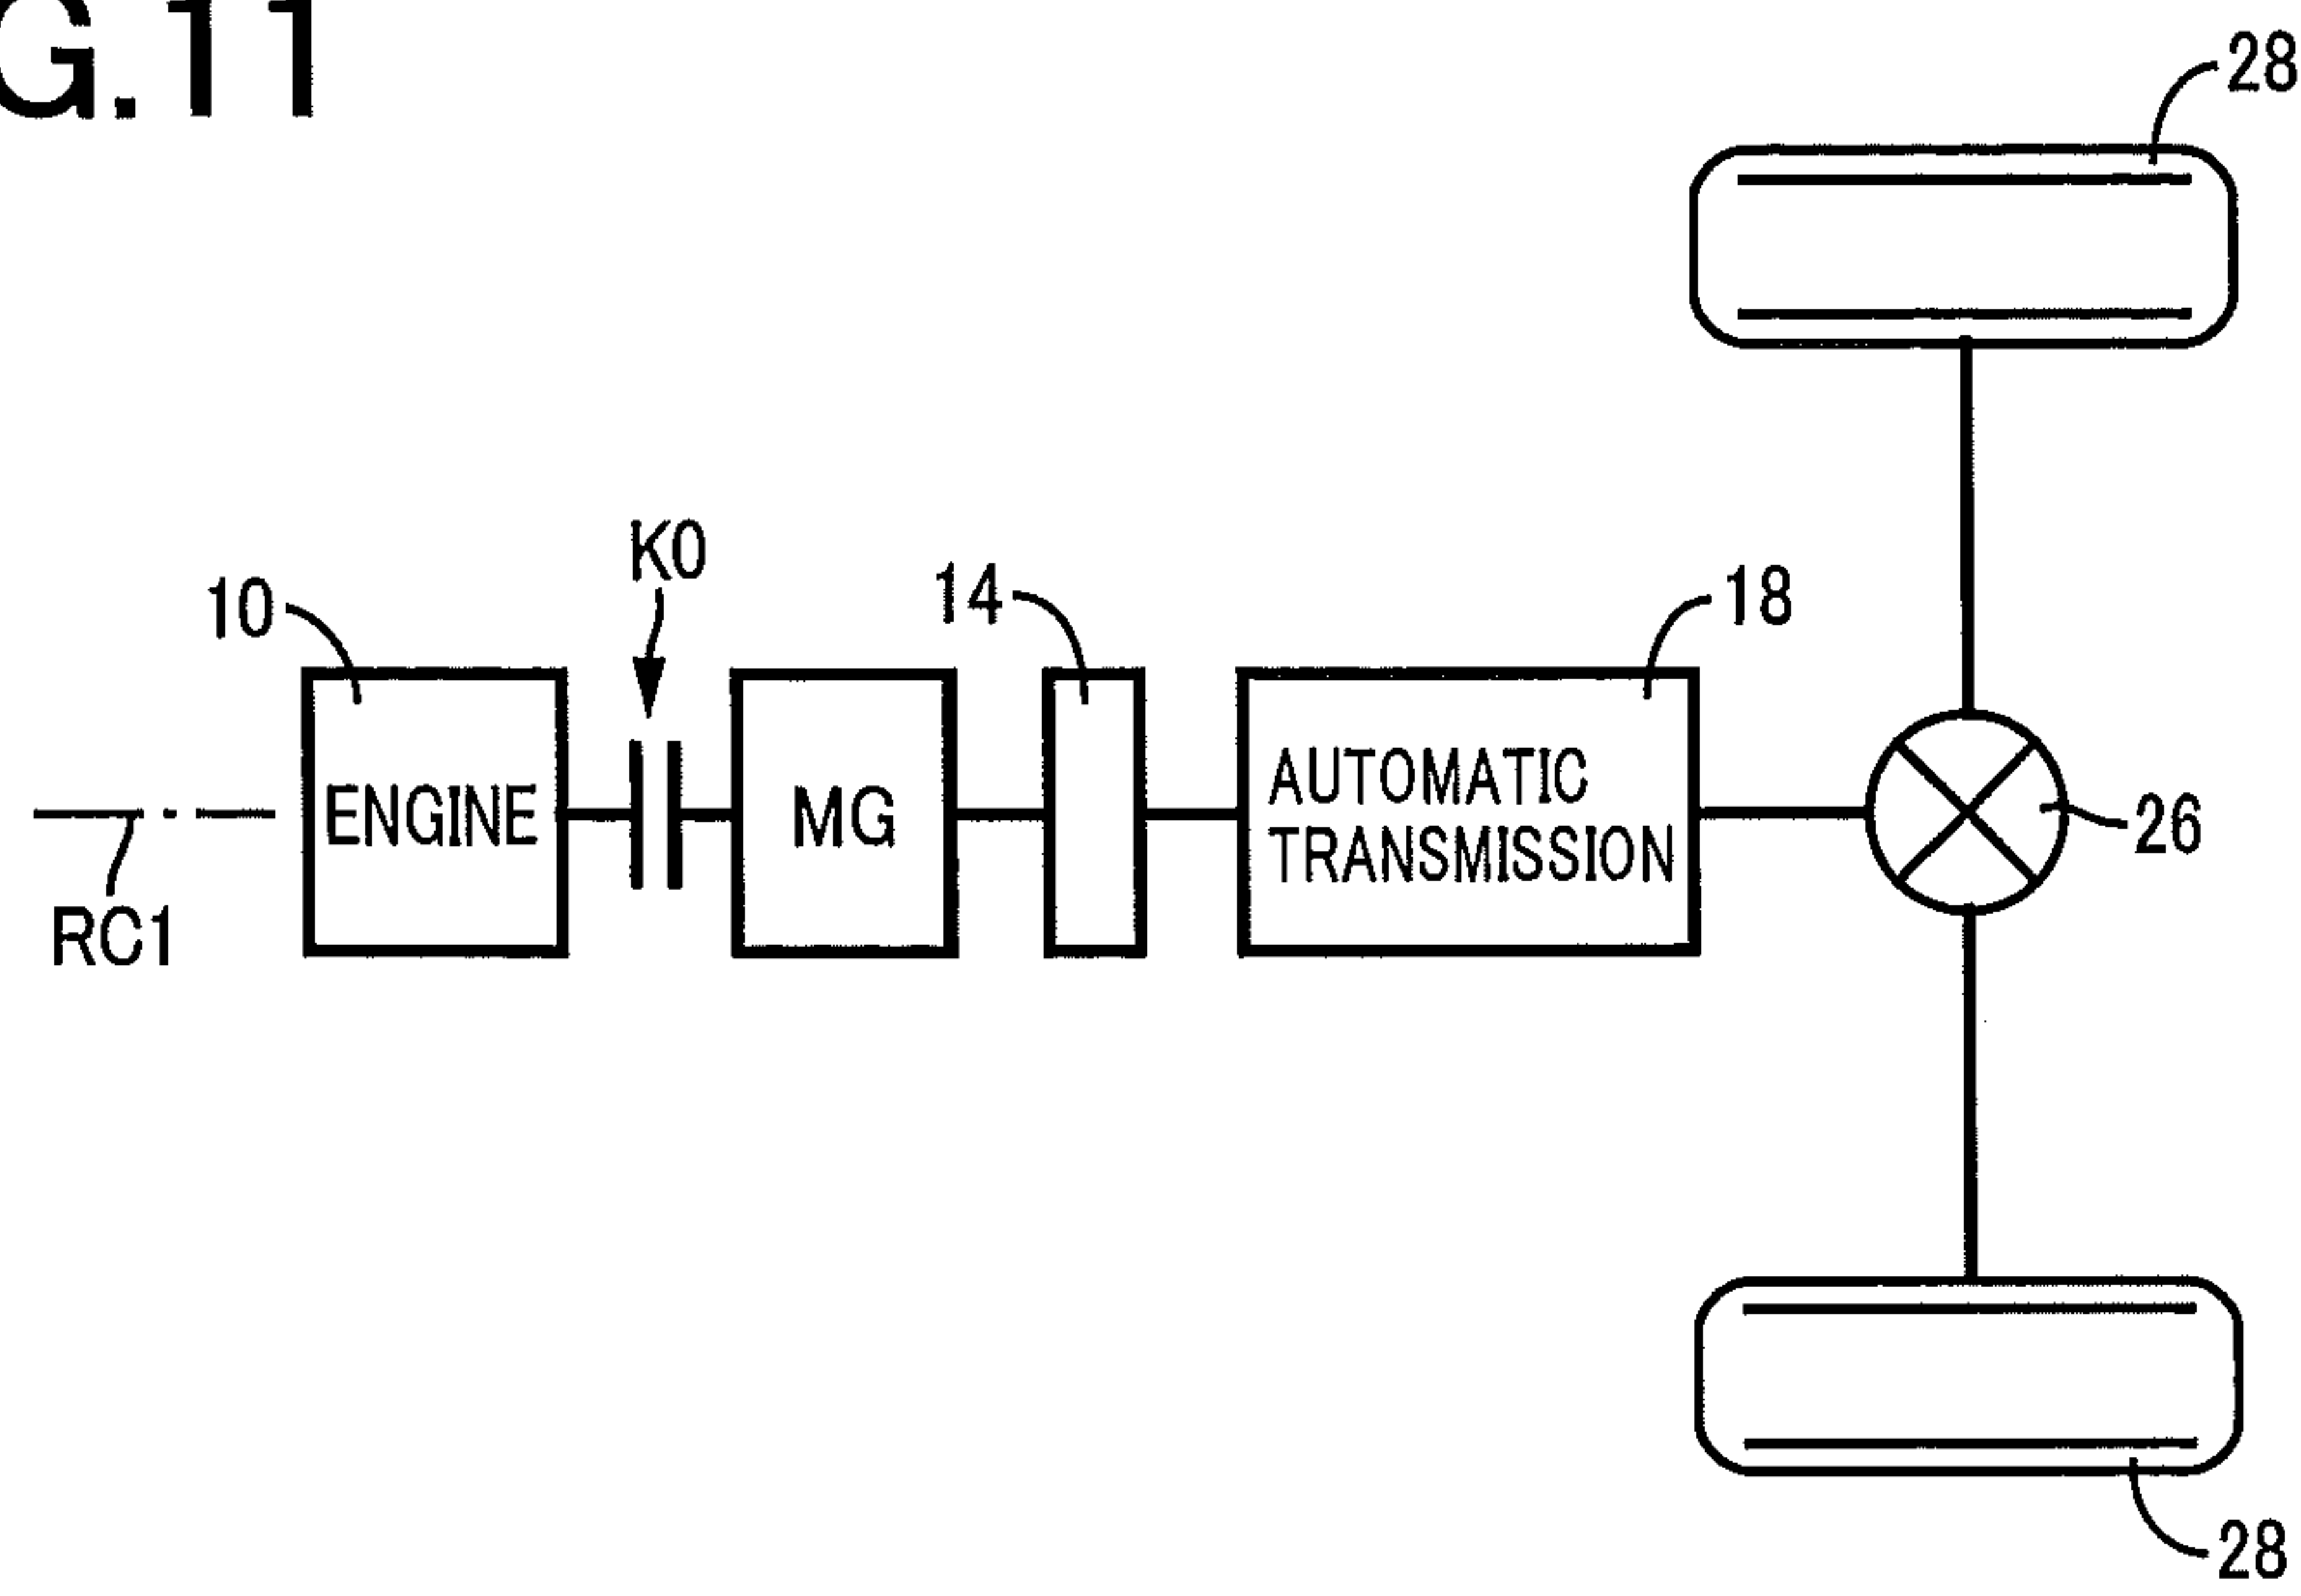 G.11
28
K0
10
14
18
ENGINE
MG
AUTOMATIC
TRANSMISSION
26
RC1
28